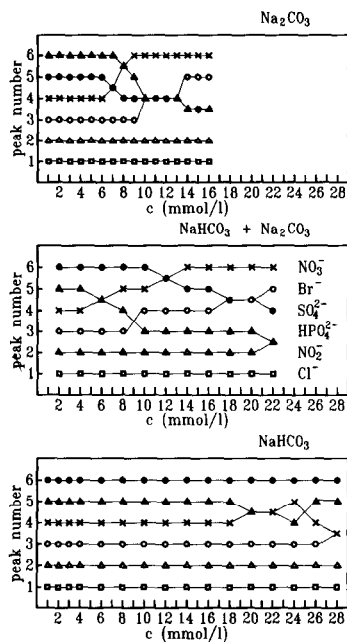 Na₂CO₃
peak number
6
5
4
3
2
1
2 4 6 8 10 12 14 16 18 20 22 24 26 28
c (mmol/l)
NaHCO₃ + Na₂CO₃
peak number
6
5
4
3
2
1
NO₃⁻
Br⁻
SO₄²⁻
HPO₄²⁻
NO₂⁻
Cl⁻
2 4 6 8 10 12 14 16 18 20 22 24 26 28
c (mmol/l)
NaHCO₃
peak number
6
5
4
3
2
1
2 4 6 8 10 12 14 16 18 20 22 24 26 28
c (mmol/l)